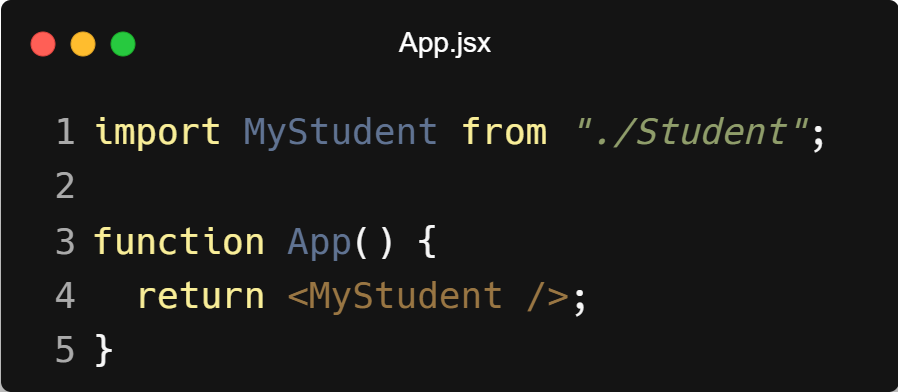 App.jsx
1 import MyStudent from "./Student";
2
3 function App() {
4   return <MyStudent />;
5 }